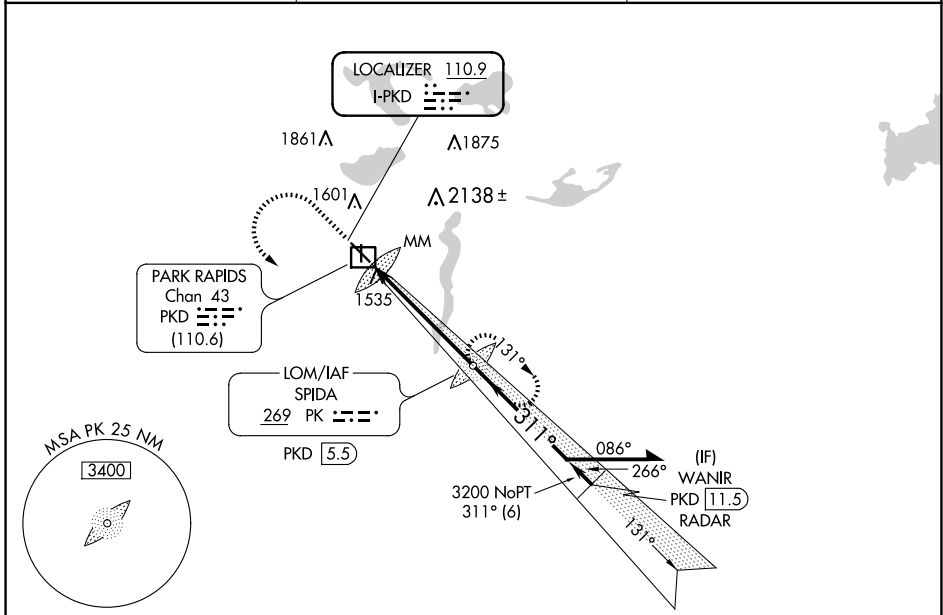 LOCALIZER 110.9
I-PKD
1861
1875
1601
2138 ±
MM
PARK RAPIDS
Chan 43
PKD
(110.6)
1535
LOM/IAF
SPIDA
269 PK
PKD 5.5
131°
311°
086°
266°
(IF)
WANIR
PKD 11.5
RADAR
3200 NoPT
311° (6)
131°
MSA PK 25 NM
3400